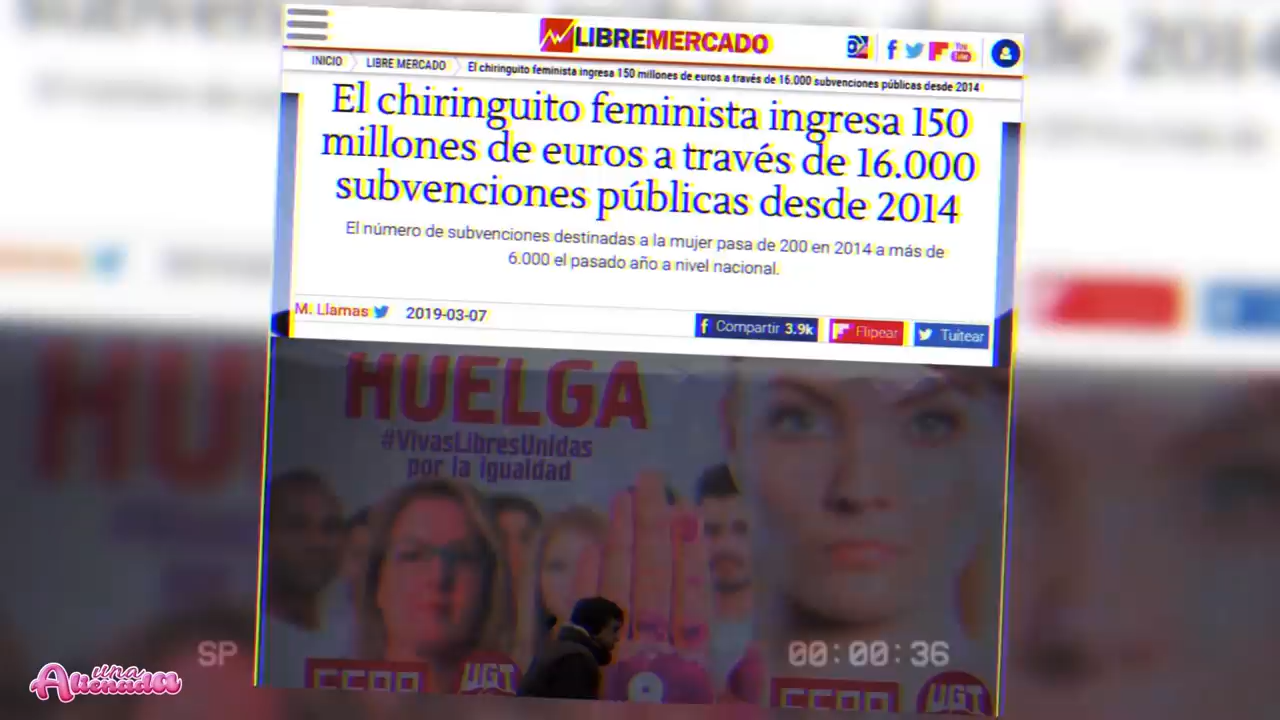 LIBREMERCADO
INICIO LIBRE MERCADO El chiringuito feminista ingresa 150 millones de euros a través de 16.000 subvenciones públicas desde 2014
El chiringuito feminista ingresa 150
millones de euros a través de 16.000
subvenciones públicas desde 2014
El número de subvenciones destinadas a la mujer pasa de 200 en 2014 a más de
6.000 el pasado año a nivel nacional.
M. Llamas 2019-03-07
Compartir 3.9k Flipear Tuitear
HUELGA
#VivasLibresUnidas
por la igualdad
SP 00:00:36
CCOO UGT CCOO UGT
una
Alienada